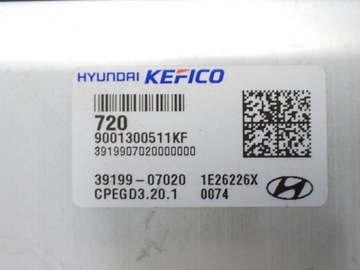 HYUNDAI KEFICO
720
9001300511KF
3919907020000000
39199-07020 1E26226X
CPEGD3.20.1 0074